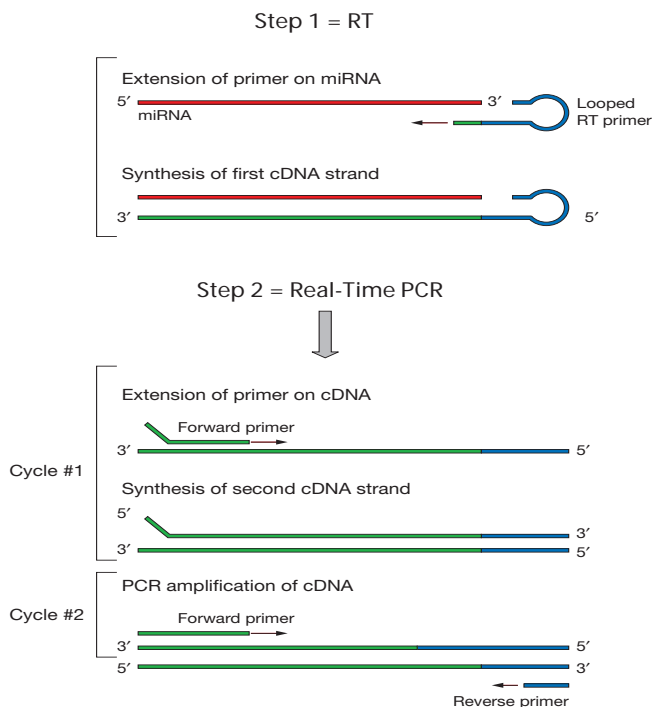 Step 1 = RT
Extension of primer on miRNA
5′ 3′
miRNA
Looped
RT primer
Synthesis of first cDNA strand
3′ 5′
Step 2 = Real-Time PCR
Cycle #1
Extension of primer on cDNA
Forward primer
3′ 5′
Synthesis of second cDNA strand
5′ 3′
3′ 5′
Cycle #2
PCR amplification of cDNA
Forward primer
3′ 5′
5′ 3′
Reverse primer